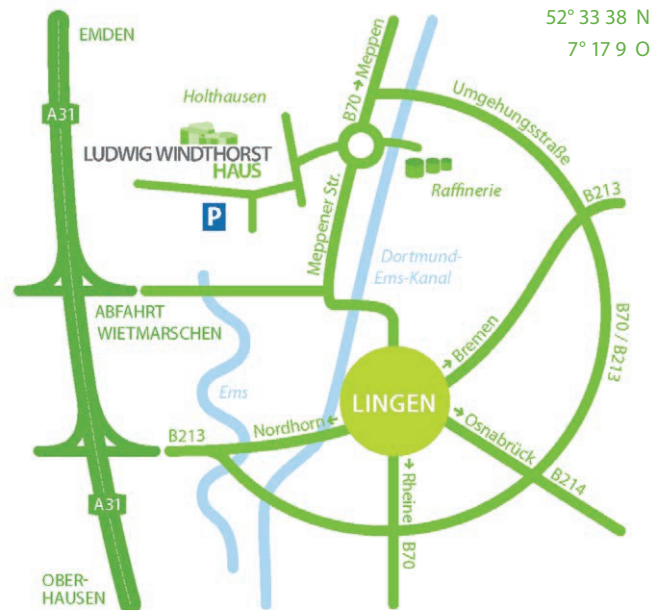 52° 33 38 N
7° 17 9 O
EMDEN
A31
Holthausen
LUDWIG WINDTHORST
HAUS
P
B70 → Meppen
Umgehungsstraße
Raffinerie
B213
Meppener Str.
Dortmund-
Ems-Kanal
ABFAHRT
WIETMARSCHEN
Ems
LINGEN
→ Bremen
B70 / B213
B213
Nordhorn ←
→ Osnabrück
B214
→ Rheine
B70
A31
OBER-
HAUSEN